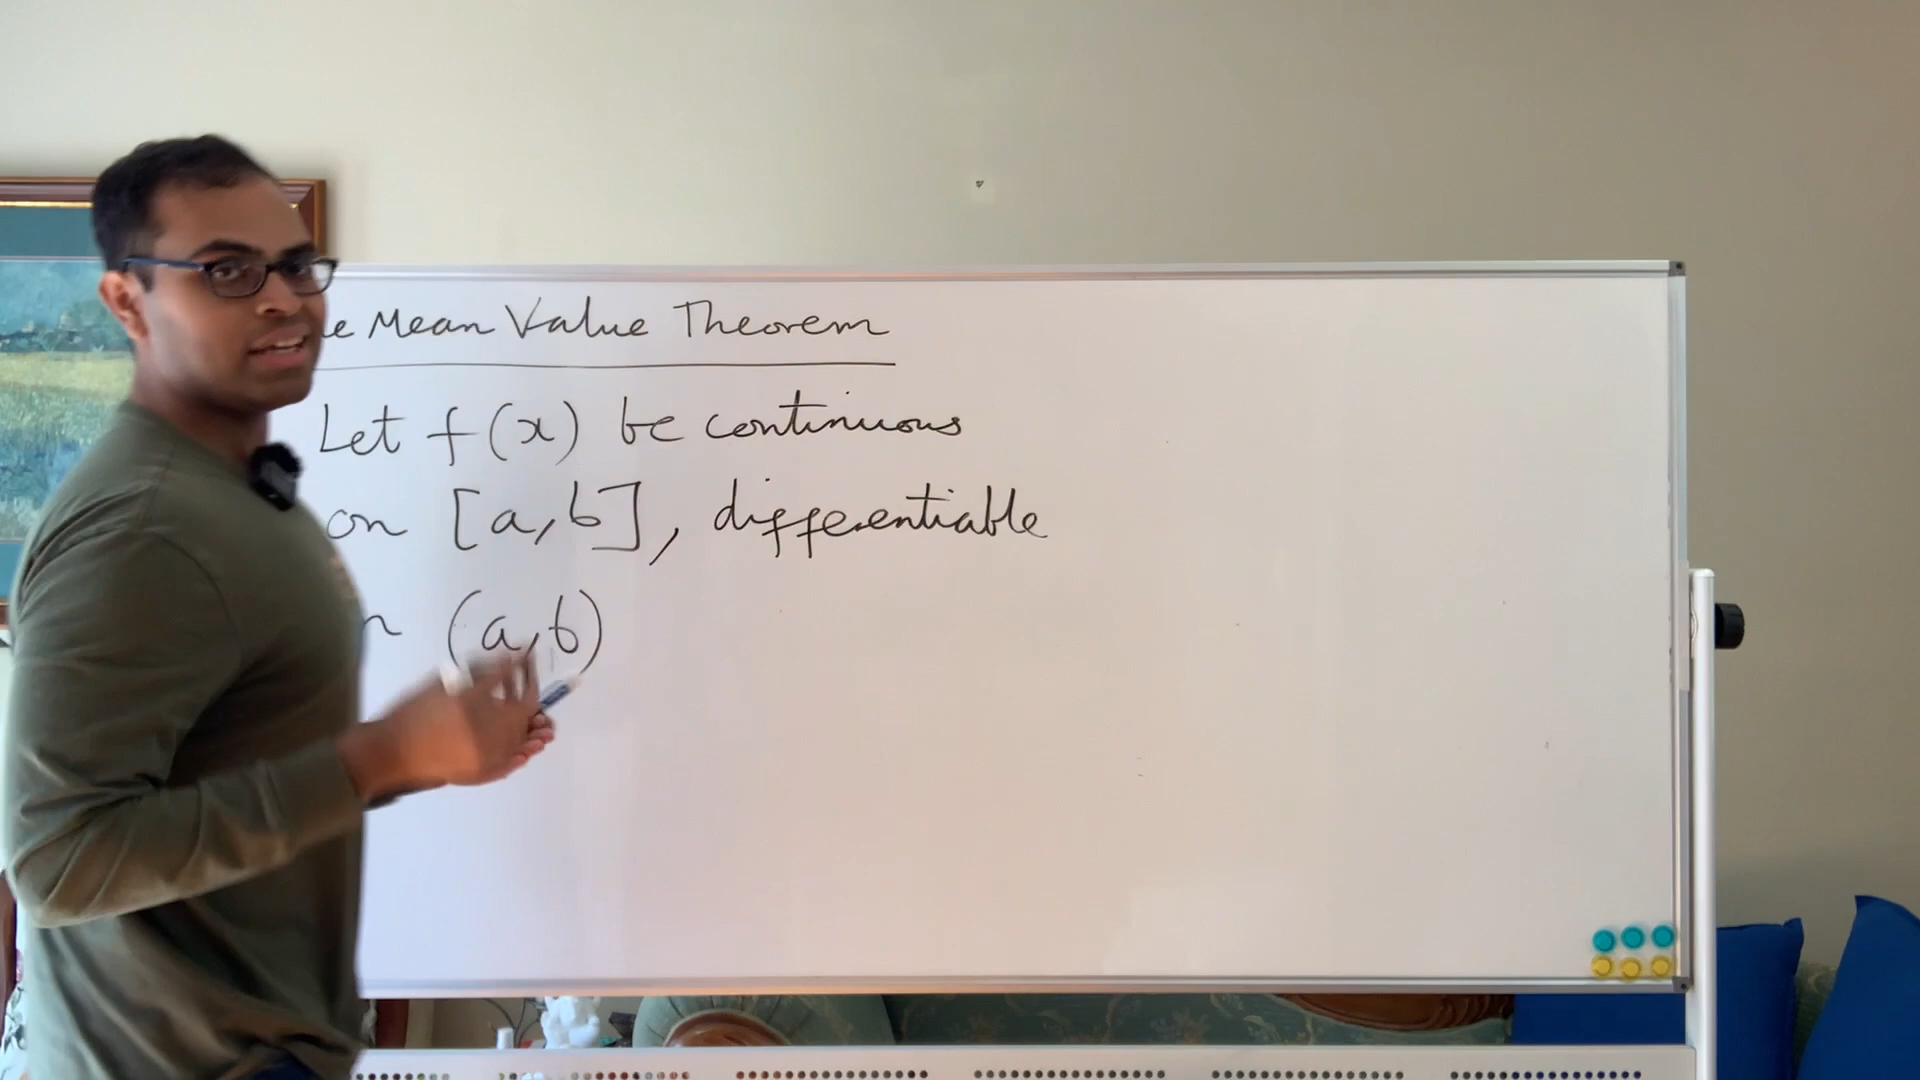 e Mean Value Theorem
Let f(x) be continuous
on [a,b], differentiable
n (a,b)